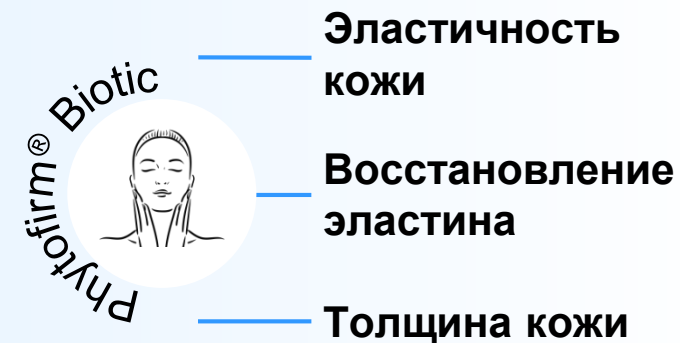 Phytofirm® Biotic
Эластичность
кожи
Восстановление
эластина
Толщина кожи